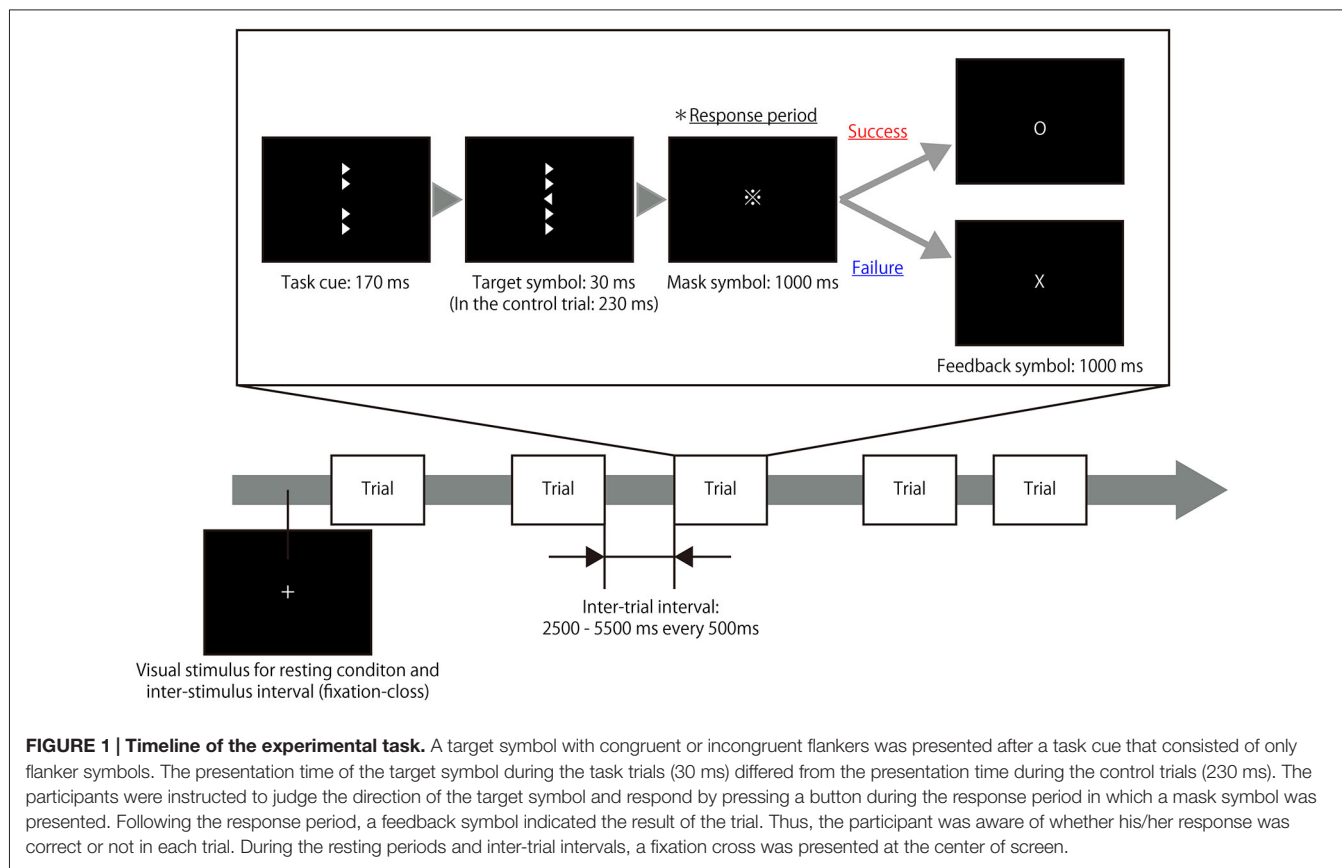 ＊Response period
Success
O
Failure
X
Task cue: 170 ms
Target symbol: 30 ms
(In the control trial: 230 ms)
Mask symbol: 1000 ms
Feedback symbol: 1000 ms
※
Trial
Trial
Trial
Trial
Trial
+
Inter-trial interval:
2500 - 5500 ms every 500ms
Visual stimulus for resting conditon and
inter-stimulus interval (fixation-closs)
FIGURE 1 | Timeline of the experimental task. A target symbol with congruent or incongruent flankers was presented after a task cue that consisted of only
flanker symbols. The presentation time of the target symbol during the task trials (30 ms) differed from the presentation time during the control trials (230 ms). The
participants were instructed to judge the direction of the target symbol and respond by pressing a button during the response period in which a mask symbol was
presented. Following the response period, a feedback symbol indicated the result of the trial. Thus, the participant was aware of whether his/her response was
correct or not in each trial. During the resting periods and inter-trial intervals, a fixation cross was presented at the center of screen.